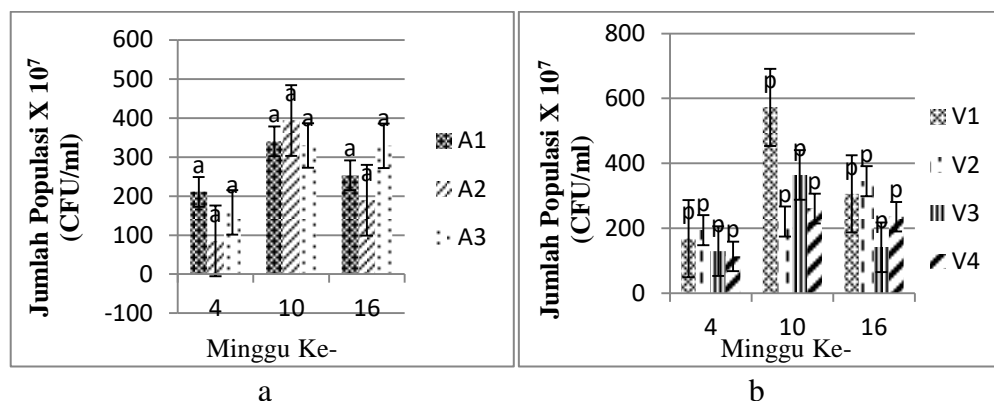 Jumlah Populasi X 10⁷
(CFU/ml)
600
500
400
300
200
100
0
-100
a a a
a a a
a a a
4 10 16
Minggu Ke-
A1
A2
A3
a
Jumlah Populasi X 10⁷
(CFU/ml)
800
600
400
200
0
p p p p
p p p p
p p p p
4 10 16
Minggu Ke-
V1
V2
V3
V4
b